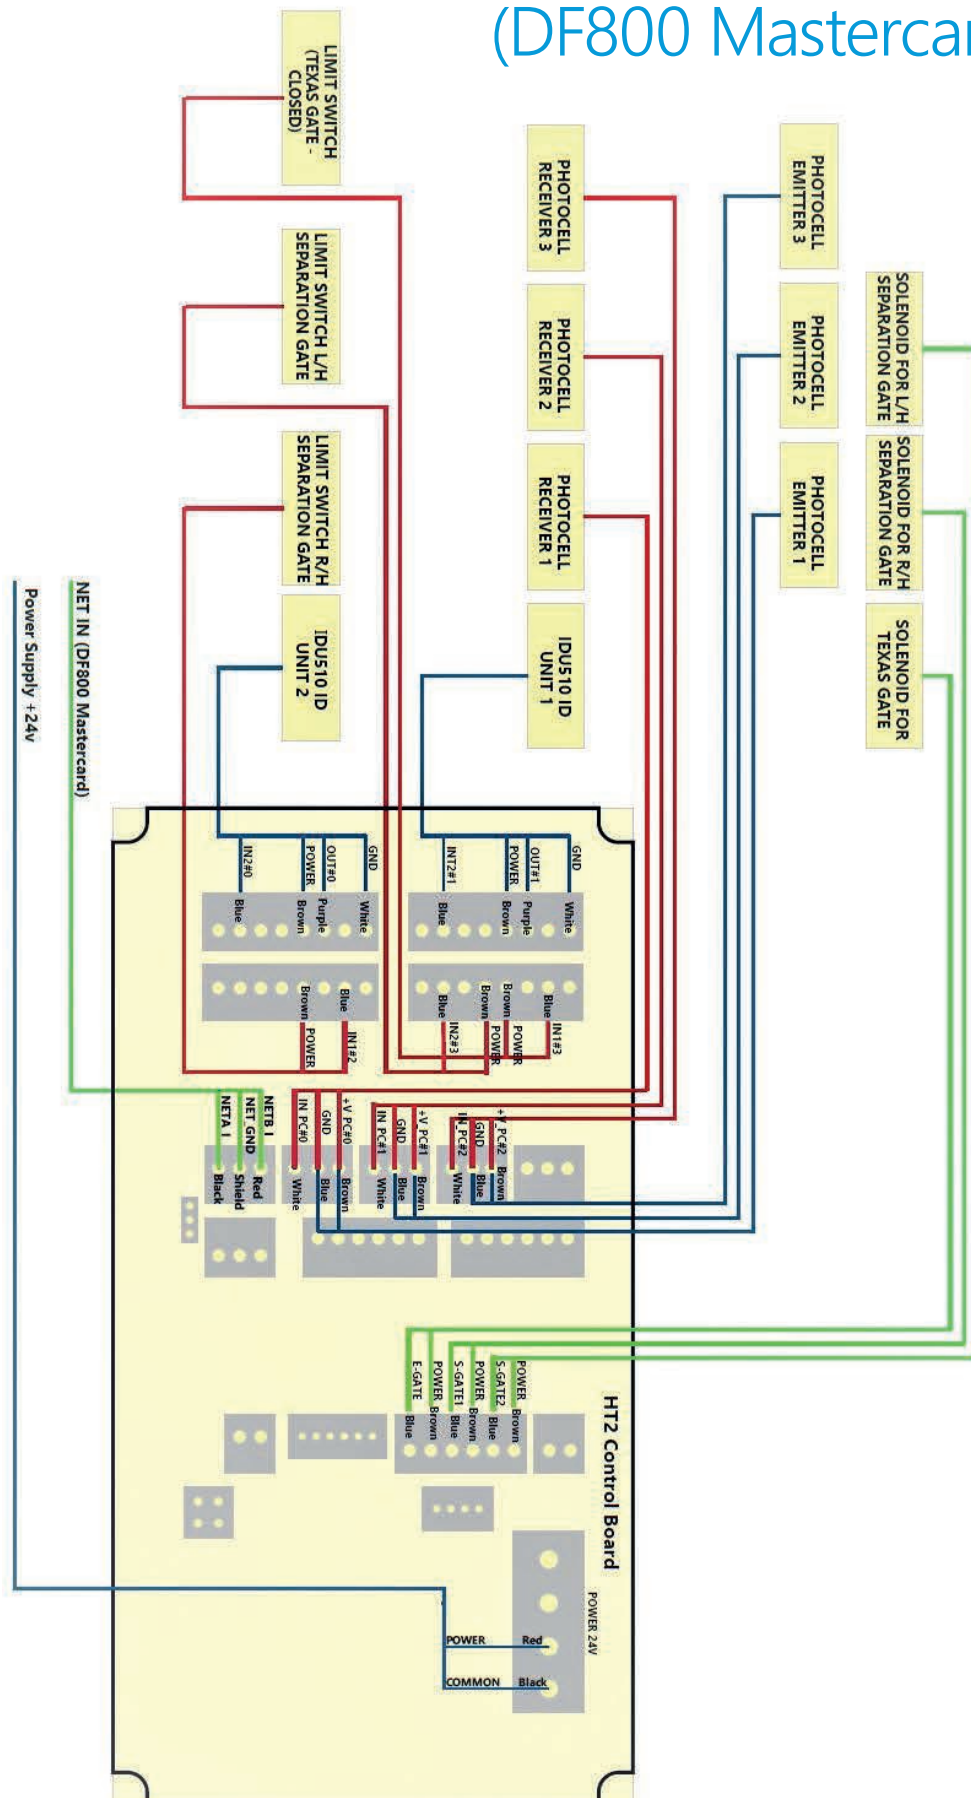 (DF800 Mastercar
LIMIT SWITCH
(TEXAS GATE -
CLOSED)
LIMIT SWITCH L/H
SEPARATION GATE
LIMIT SWITCH R/H
SEPARATION GATE
IDU510 ID
UNIT 2
PHOTOCELL
RECEIVER 3
PHOTOCELL
RECEIVER 2
PHOTOCELL
RECEIVER 1
IDU510 ID
UNIT 1
PHOTOCELL
EMITTER 3
PHOTOCELL
EMITTER 2
PHOTOCELL
EMITTER 1
SOLENOID FOR L/H
SEPARATION GATE
SOLENOID FOR R/H
SEPARATION GATE
SOLENOID FOR
TEXAS GATE
NET IN (DF800 Mastercard)
Power Supply +24v
IN2#0
POWER
OUT#0
GND
Blue
Brown
Purple
White
INT2#1
POWER
OUT#1
GND
Blue
Brown
Purple
White
Brown
Blue
POWER
IN1#2
Blue
Brown
Brown
Blue
IN2#3
POWER
POWER
IN1#3
NETA I
NET_GND
NETB I
Black
Shield
Red
IN PC#0
GND
+V PC#0
White
Blue
Brown
IN PC#1
GND
+V PC#1
White
Blue
Brown
IN_PC#2
GND
+V_PC#2
White
Blue
Brown
E-GATE
POWER
S-GATE1
POWER
S-GATE2
POWER
Blue
Brown
Blue
Brown
Blue
Brown
HT2 Control Board
POWER 24V
POWER
Red
COMMON
Black